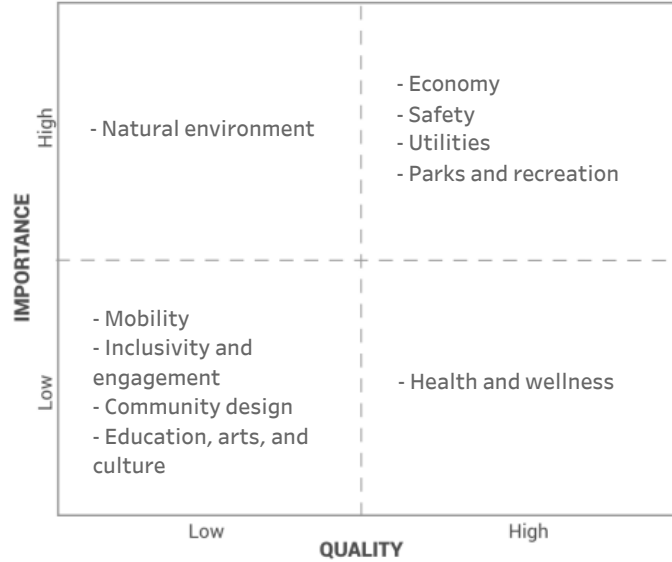 - Natural environment
- Economy
- Safety
- Utilities
- Parks and recreation
High
IMPORTANCE
- Mobility
- Inclusivity and
engagement
- Community design
- Education, arts, and
culture
- Health and wellness
Low
Low
High
QUALITY